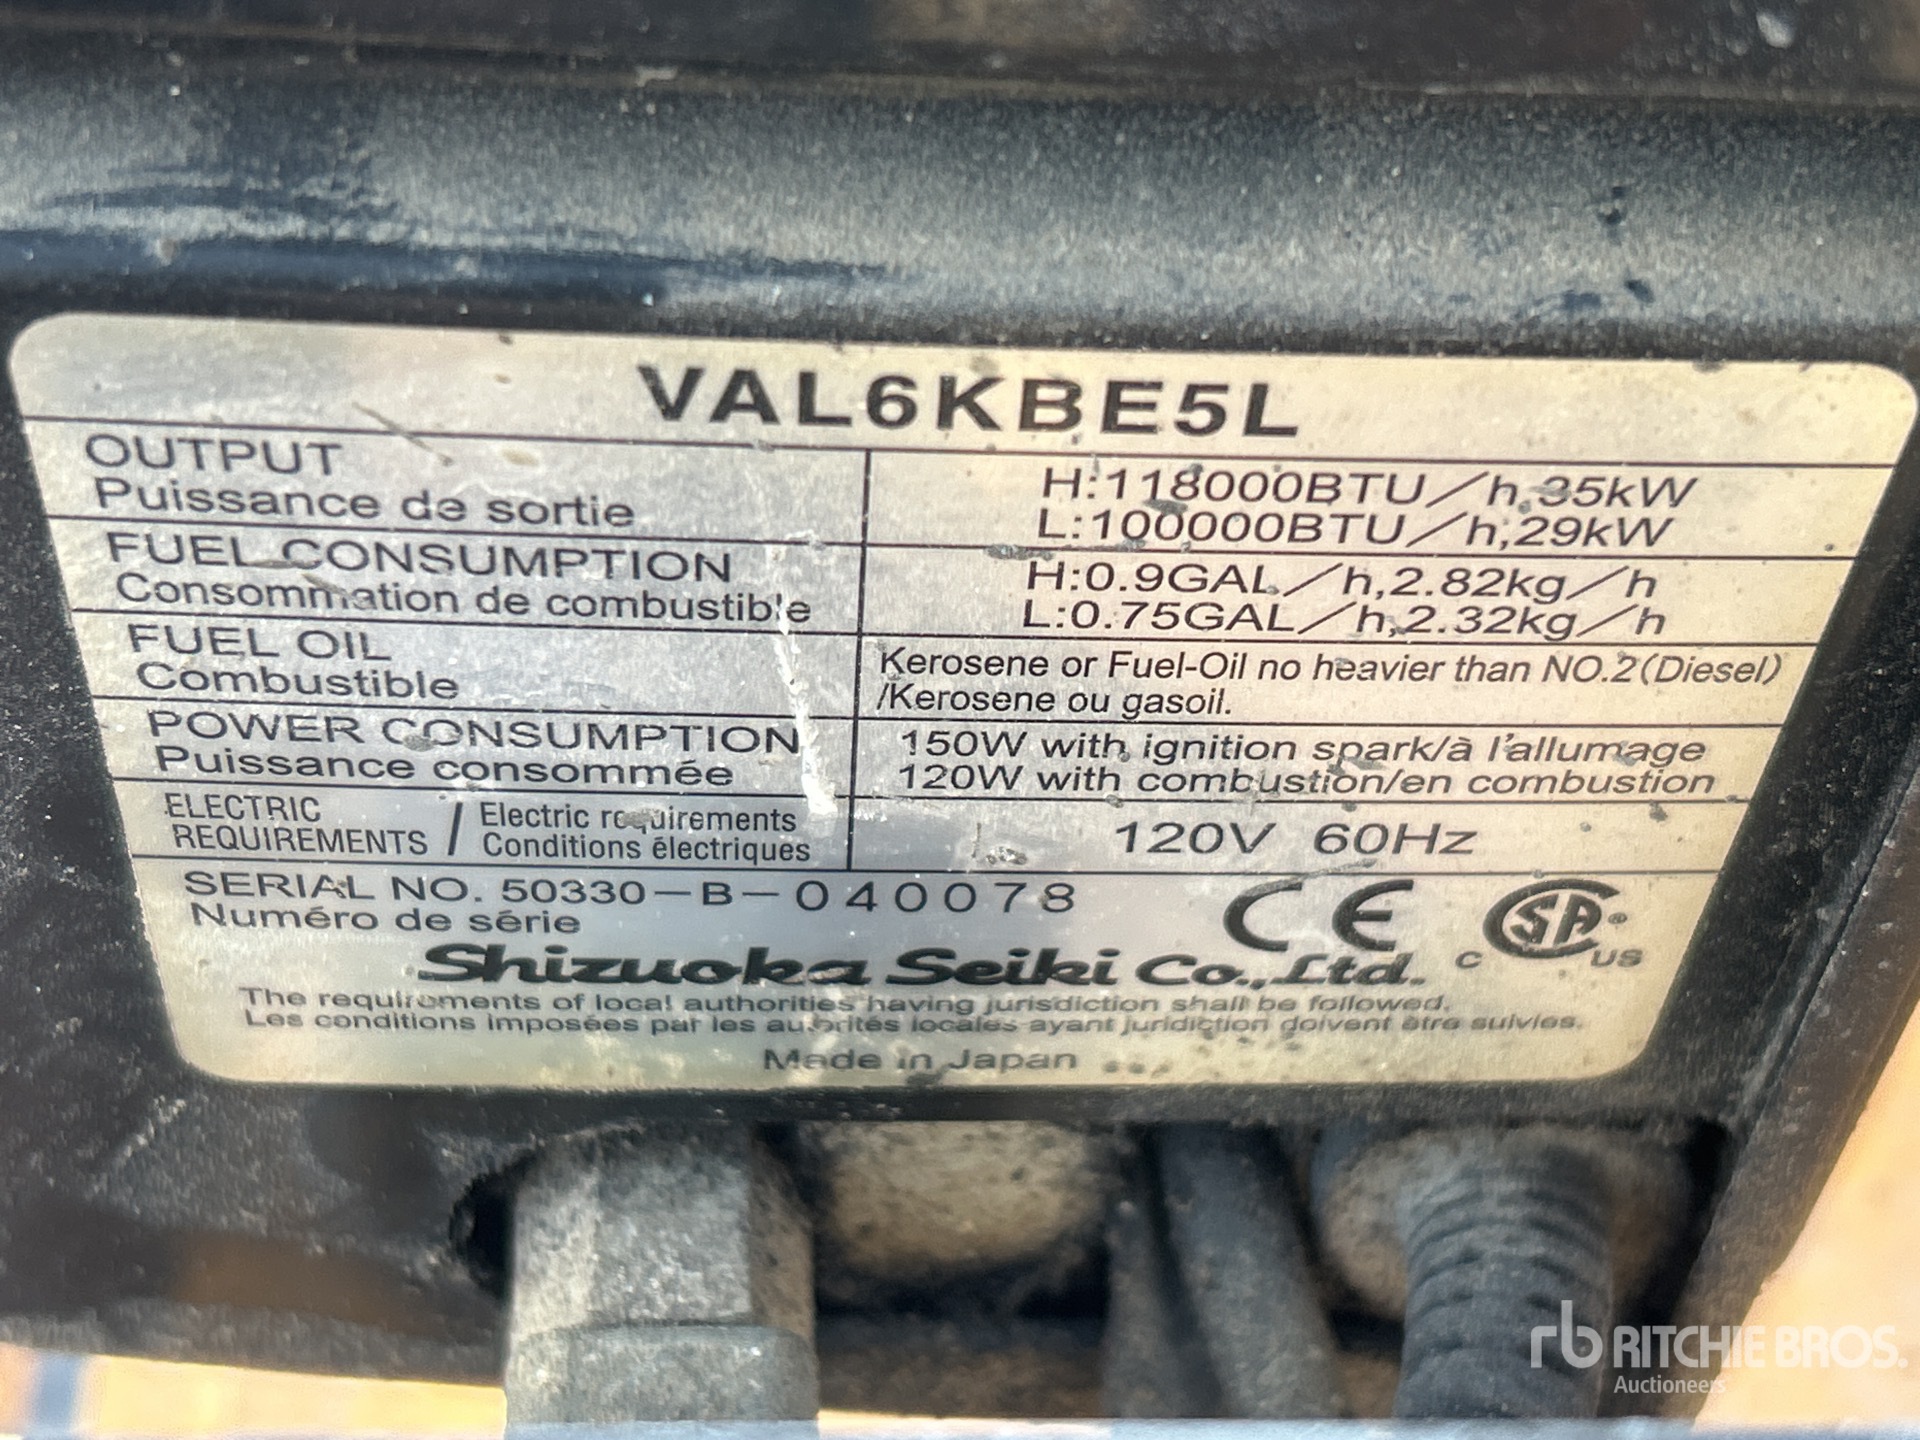 VAL6KBE5L
OUTPUT
Puissance de sortie
H:118000BTU/h,35kW
L:100000BTU/h,29kW
FUEL CONSUMPTION
Consommation de combustible
H:0.9GAL/h,2.82kg/h
L:0.75GAL/h,2.32kg/h
FUEL OIL
Combustible
Kerosene or Fuel-Oil no heavier than NO.2(Diesel)
/Kerosene ou gasoil.
POWER CONSUMPTION
Puissance consommée
150W with ignition spark/à l'allumage
120W with combustion/en combustion
ELECTRIC
REQUIREMENTS /
Electric requirements
Conditions électriques
120V 60Hz
SERIAL NO. 50330-B-040078
Numéro de série
CE
C SA® US
Shizuoka Seiki Co.,Ltd.
The requirements of local authorities having jurisdiction shall be followed.
Les conditions imposées par les autorités locales ayant juridiction doivent être suivies.
Made in Japan
rb RITCHIE BROS.
Auctioneers